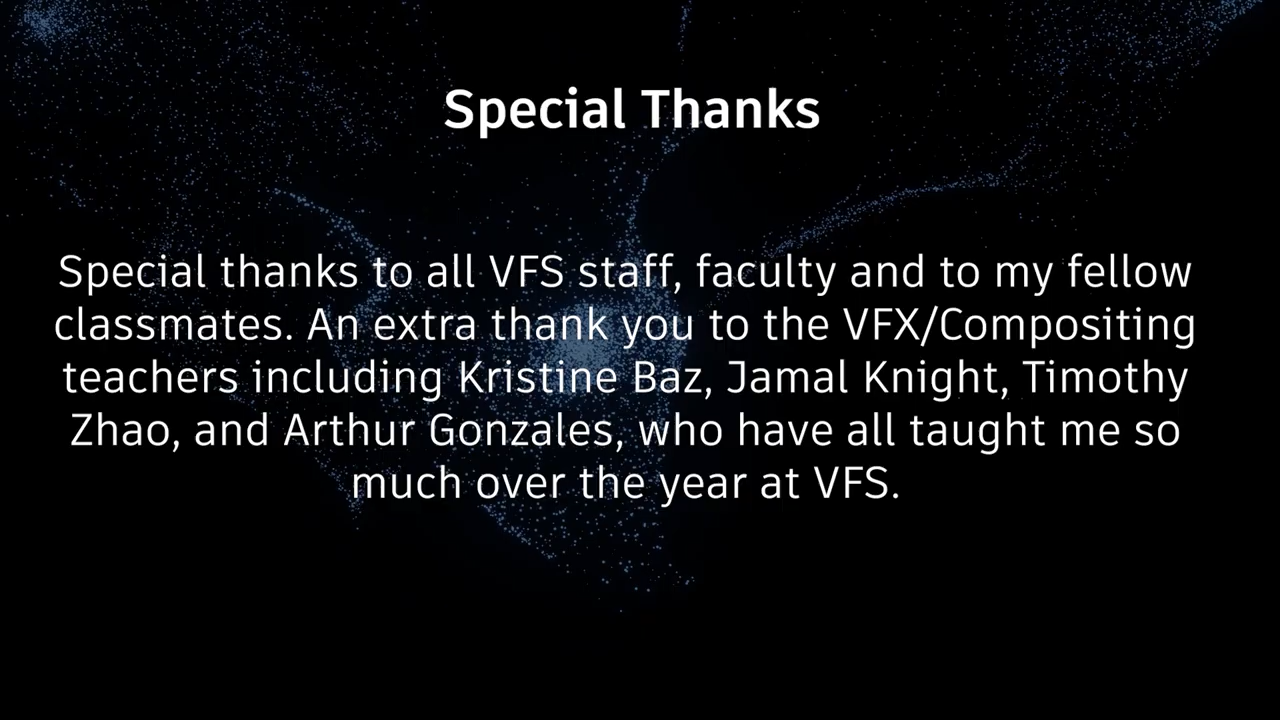 Special Thanks
Special thanks to all VFS staff, faculty and to my fellow
classmates. An extra thank you to the VFX/Compositing
teachers including Kristine Baz, Jamal Knight, Timothy
Zhao, and Arthur Gonzales, who have all taught me so
much over the year at VFS.